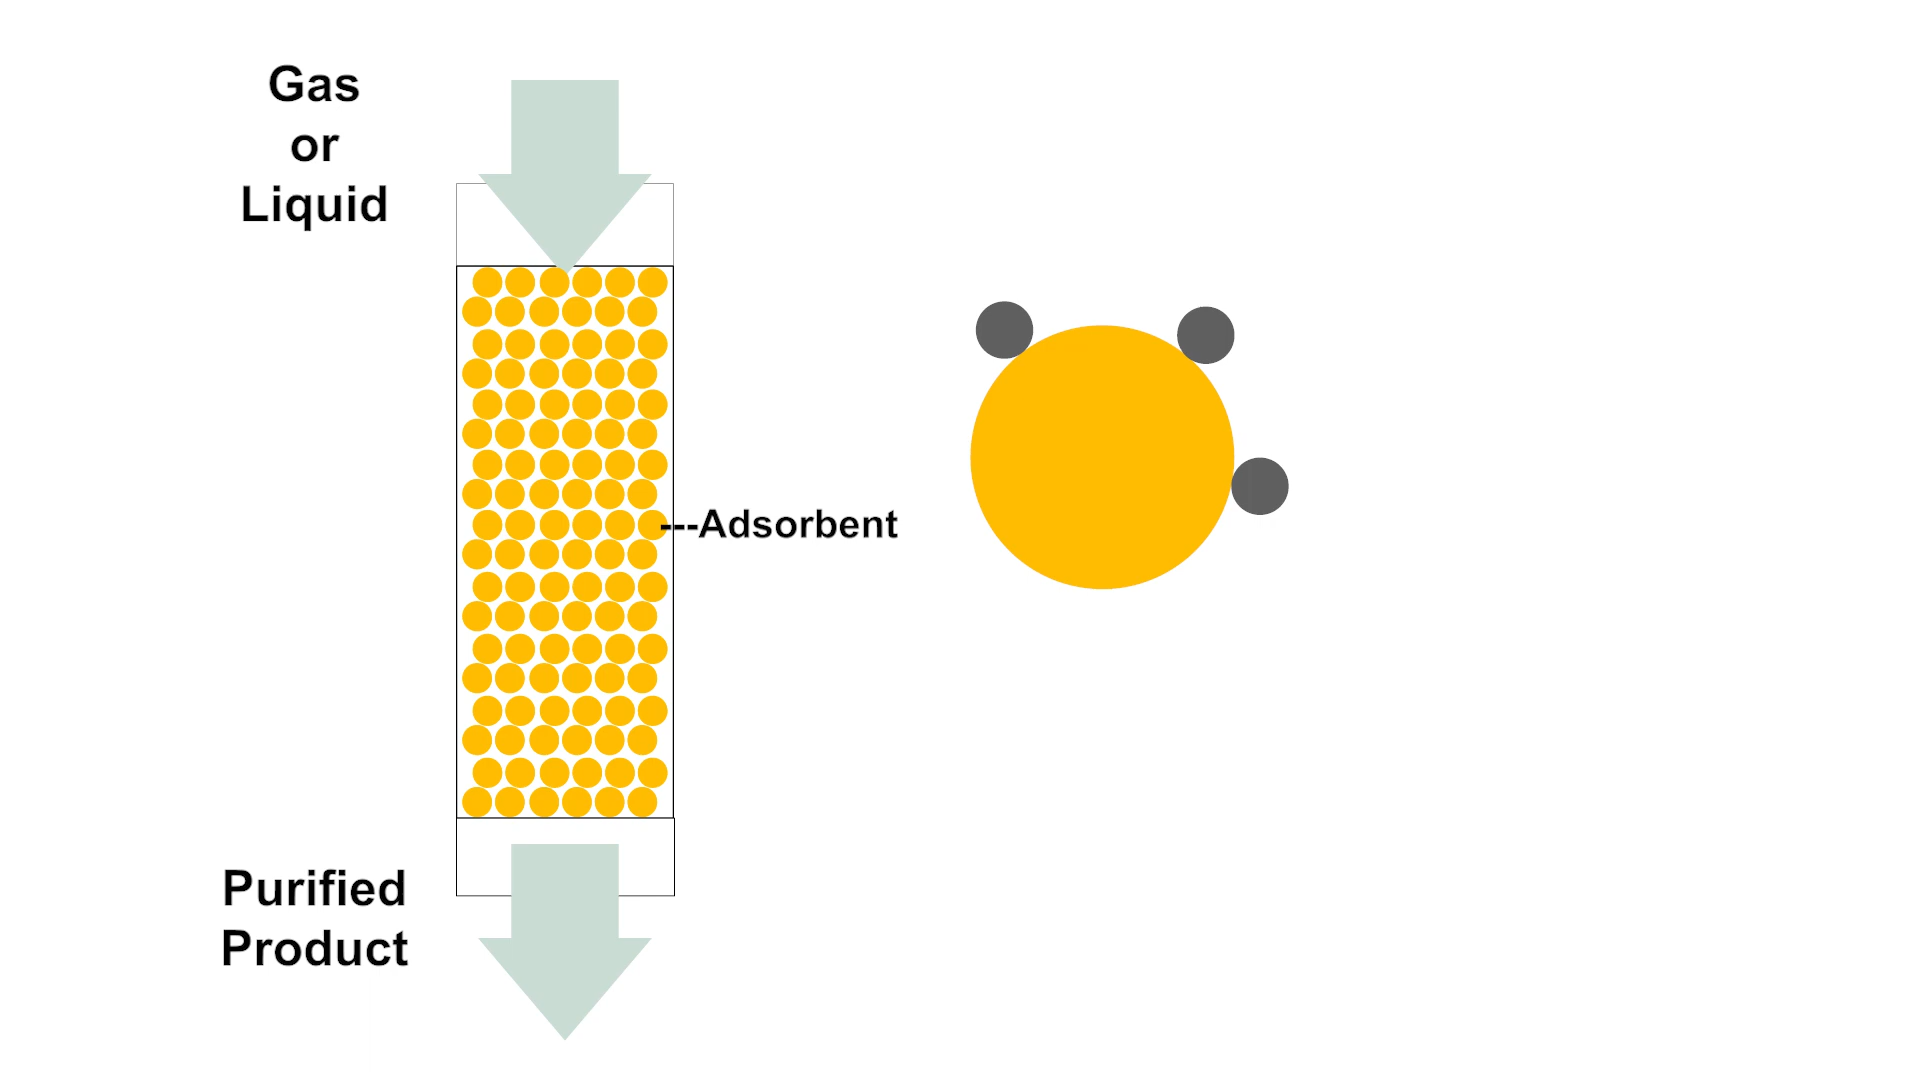 Gas
or
Liquid
---Adsorbent
Purified
Product